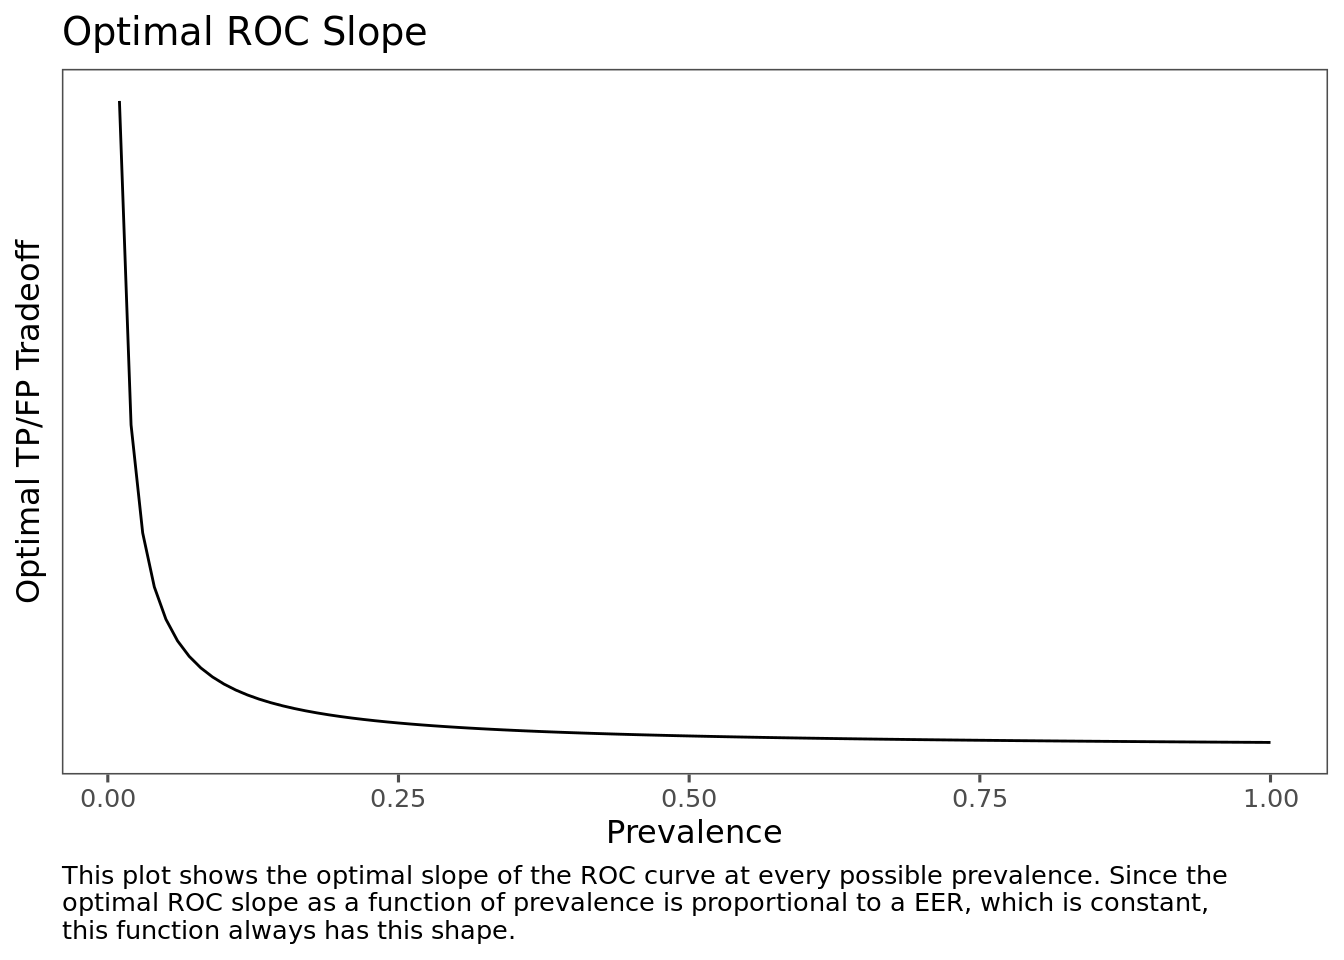 Optimal ROC Slope
Optimal TP/FP Tradeoff
0.00
0.25
0.50
0.75
1.00
Prevalence
This plot shows the optimal slope of the ROC curve at every possible prevalence. Since the
optimal ROC slope as a function of prevalence is proportional to a EER, which is constant,
this function always has this shape.